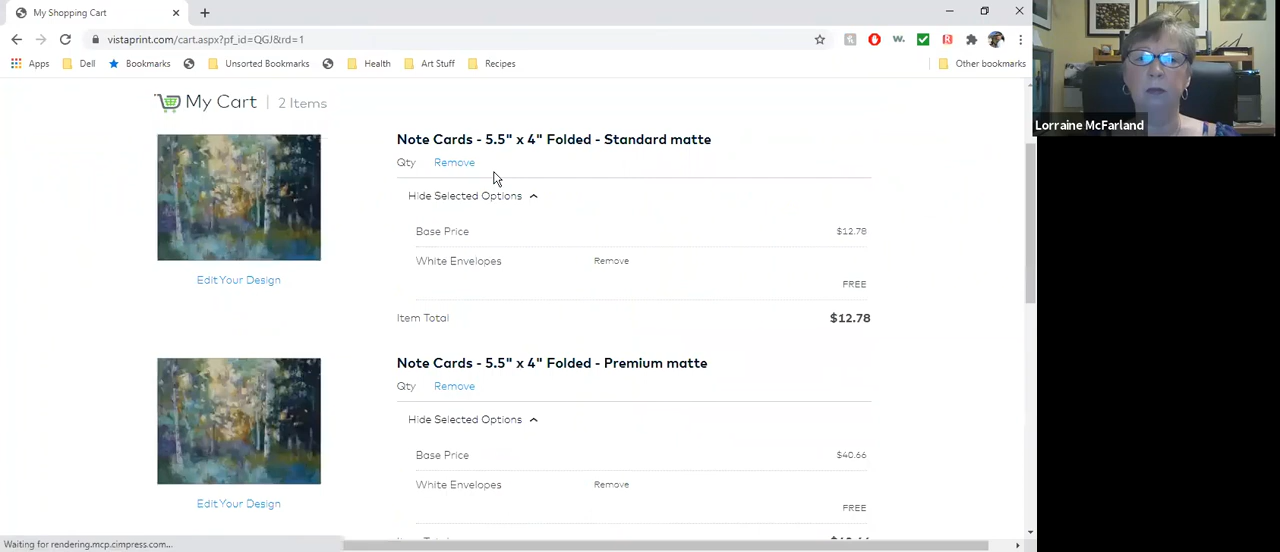 My Shopping Cart
vistaprint.com/cart.aspx?pf_id=QGJ&rd=1
Apps Dell Bookmarks Unsorted Bookmarks Health Art Stuff Recipes Other bookmarks
Lorraine McFarland
My Cart | 2 Items
Note Cards - 5.5" x 4" Folded - Standard matte
Qty Remove
Hide Selected Options
Base Price $12.78
White Envelopes Remove
FREE
Item Total $12.78
Edit Your Design
Note Cards - 5.5" x 4" Folded - Premium matte
Qty Remove
Hide Selected Options
Base Price $40.66
White Envelopes Remove
FREE
Edit Your Design
Waiting for rendering.mcp.cimpress.com...